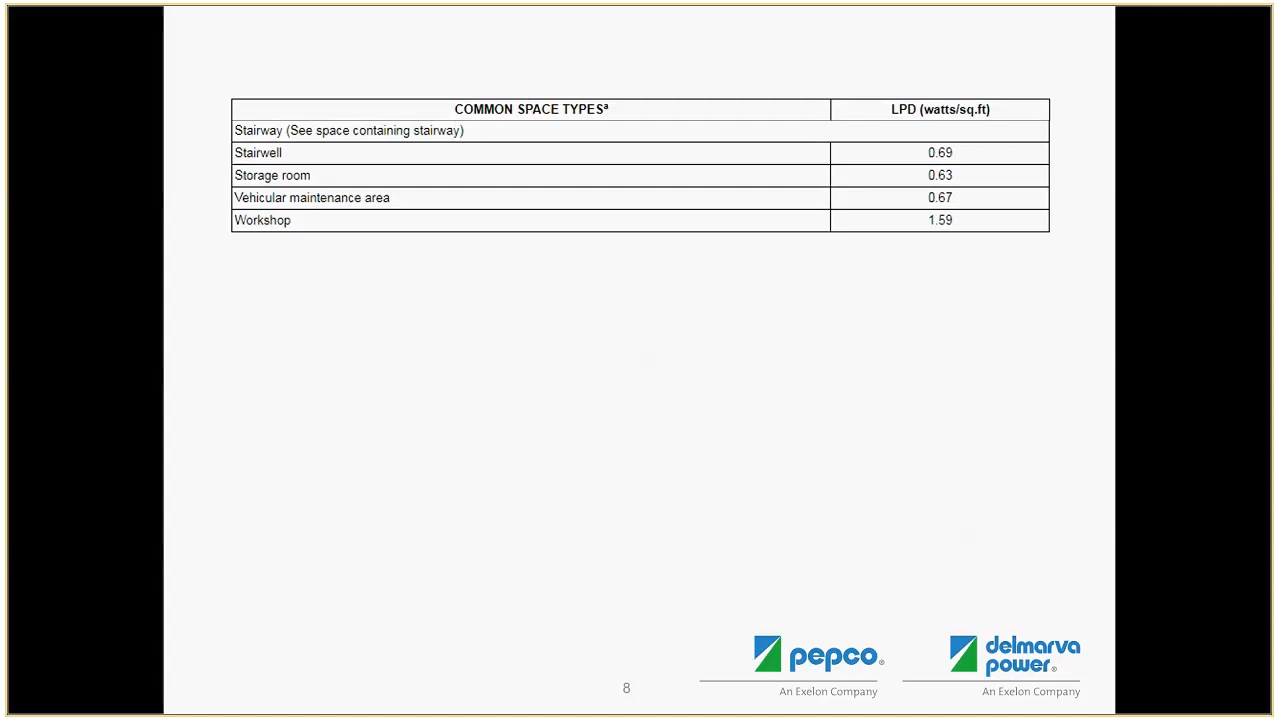 COMMON SPACE TYPESª LPD (watts/sq.ft)
Stairway (See space containing stairway)
Stairwell 0.69
Storage room 0.63
Vehicular maintenance area 0.67
Workshop 1.59
pepco®
An Exelon Company
delmarva
power®
An Exelon Company
8